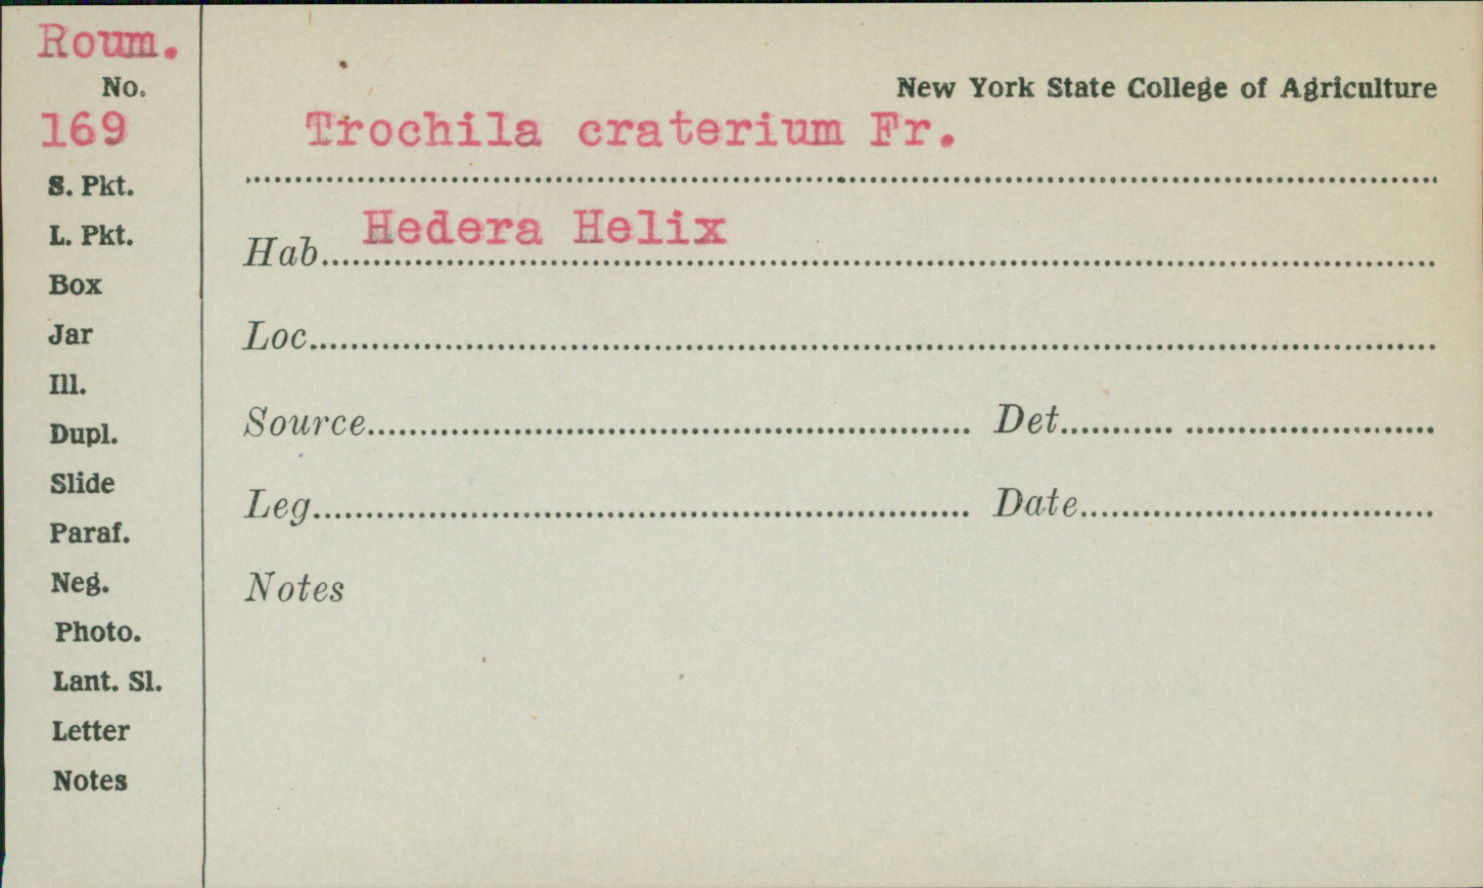 Roum.
No.
169
S. Pkt.
L. Pkt.
Box
Jar
Ill.
Dupl.
Slide
Paraf.
Neg.
Photo.
Lant. Sl.
Letter
Notes
New York State College of Agriculture
Trochila craterium Fr.
Hab. Hedera Helix
Loc.
Source
Det.
Leg.
Date
Notes